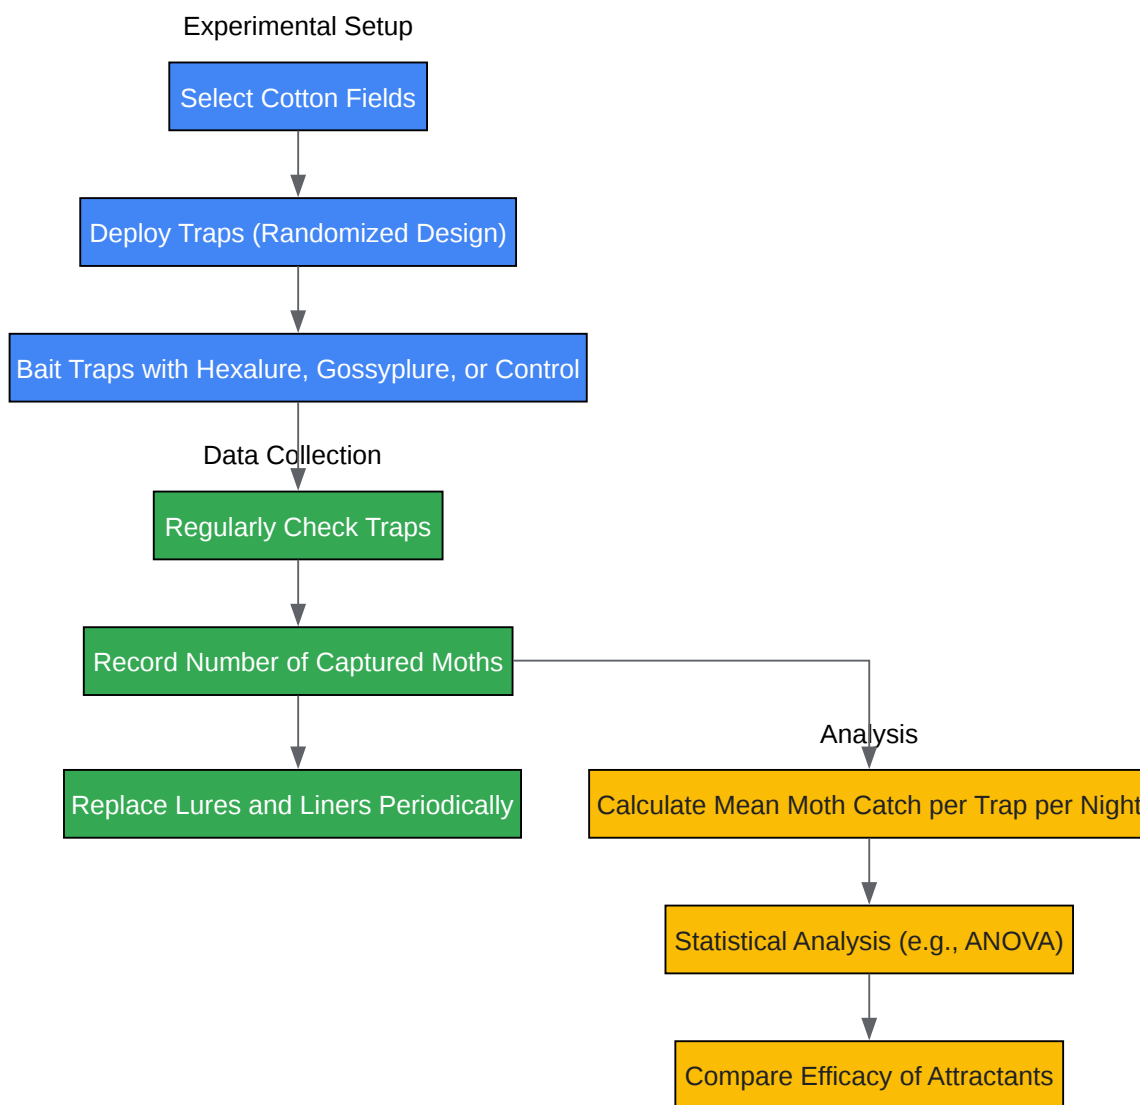 Experimental Setup
Select Cotton Fields
Deploy Traps (Randomized Design)
Bait Traps with Hexalure, Gossyplure, or Control
Data Collection
Regularly Check Traps
Record Number of Captured Moths
Replace Lures and Liners Periodically
Analysis
Calculate Mean Moth Catch per Trap per Night
Statistical Analysis (e.g., ANOVA)
Compare Efficacy of Attractants